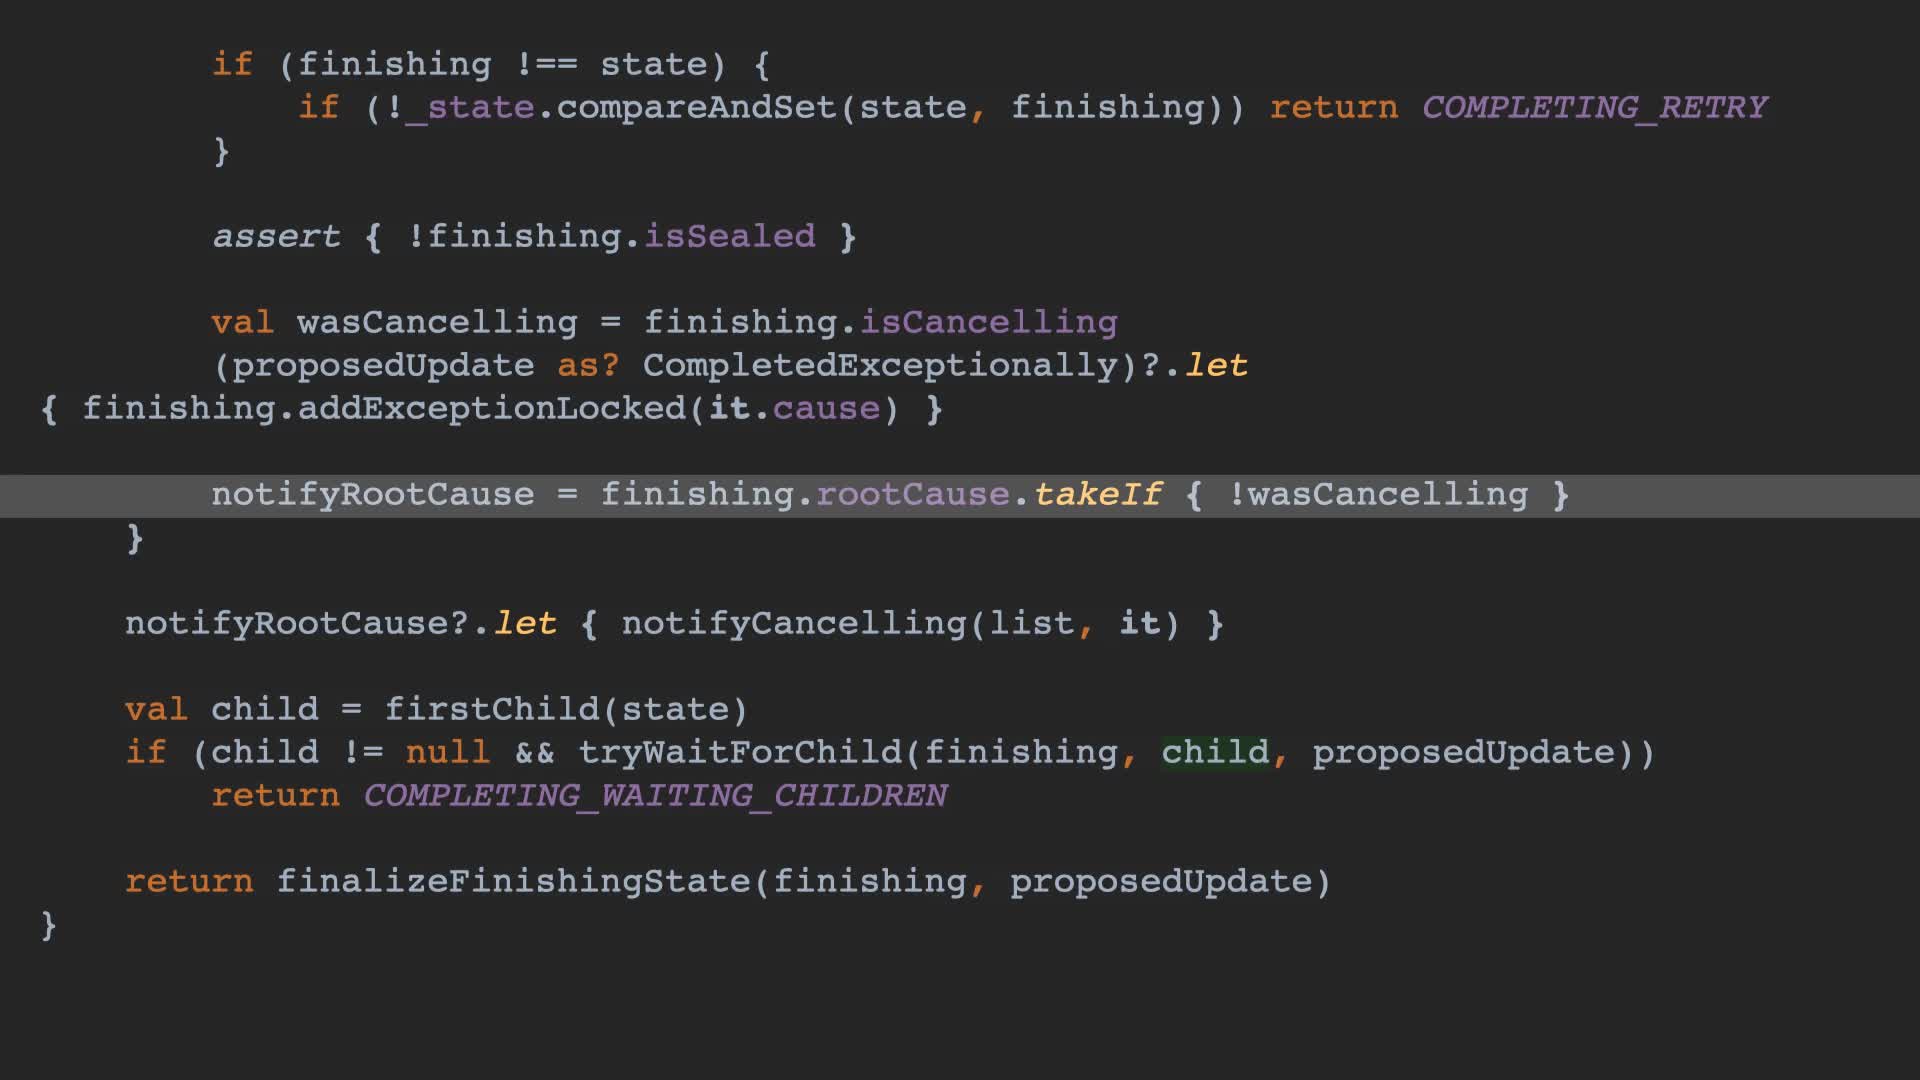 if (finishing !== state) {
if (!_state.compareAndSet(state, finishing)) return COMPLETING_RETRY
}
assert { !finishing.isSealed }
val wasCancelling = finishing.isCancelling
(proposedUpdate as? CompletedExceptionally)?.let
{ finishing.addExceptionLocked(it.cause) }
notifyRootCause = finishing.rootCause.takeIf { !wasCancelling }
}
notifyRootCause?.let { notifyCancelling(list, it) }
val child = firstChild(state)
if (child != null && tryWaitForChild(finishing, child, proposedUpdate))
return COMPLETING_WAITING_CHILDREN
return finalizeFinishingState(finishing, proposedUpdate)
}